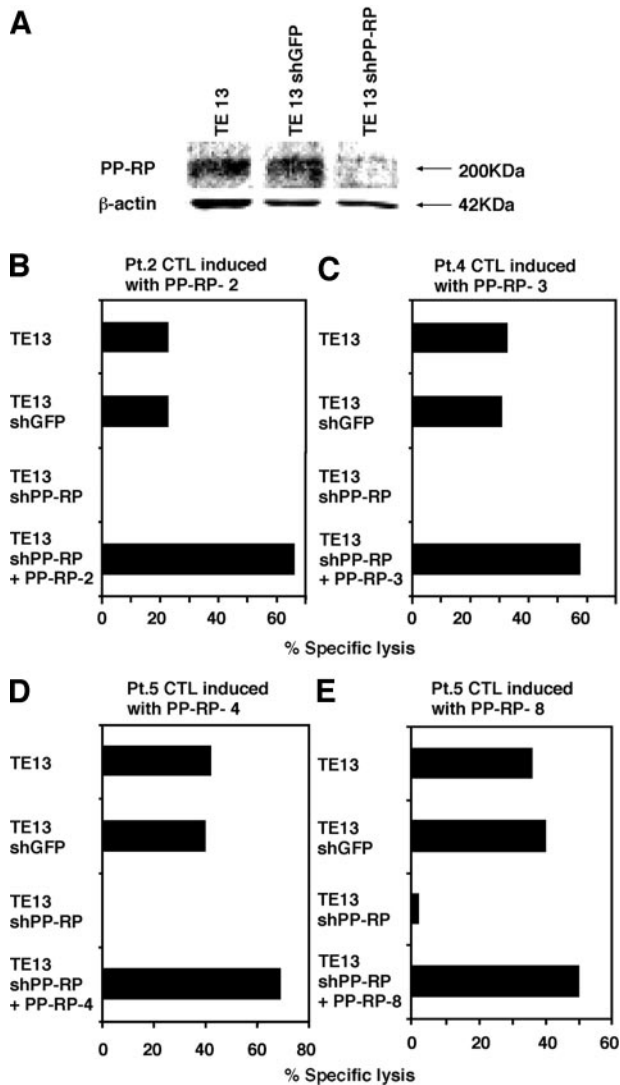 A
TE 13
TE 13 shGFP
TE 13 shPP-RP
PP-RP
200KDa
β-actin
42KDa
B
Pt.2 CTL induced
with PP-RP- 2
TE13
TE13
shGFP
TE13
shPP-RP
TE13
shPP-RP
+ PP-RP-2
0 20 40 60
C
Pt.4 CTL induced
with PP-RP- 3
TE13
TE13
shGFP
TE13
shPP-RP
TE13
shPP-RP
+ PP-RP-3
0 20 40 60
% Specific lysis
D
Pt.5 CTL induced
with PP-RP- 4
TE13
TE13
shGFP
TE13
shPP-RP
TE13
shPP-RP
+ PP-RP-4
0 20 40 60 80
E
Pt.5 CTL induced
with PP-RP- 8
TE13
TE13
shGFP
TE13
shPP-RP
TE13
shPP-RP
+ PP-RP-8
0 20 40 60
% Specific lysis